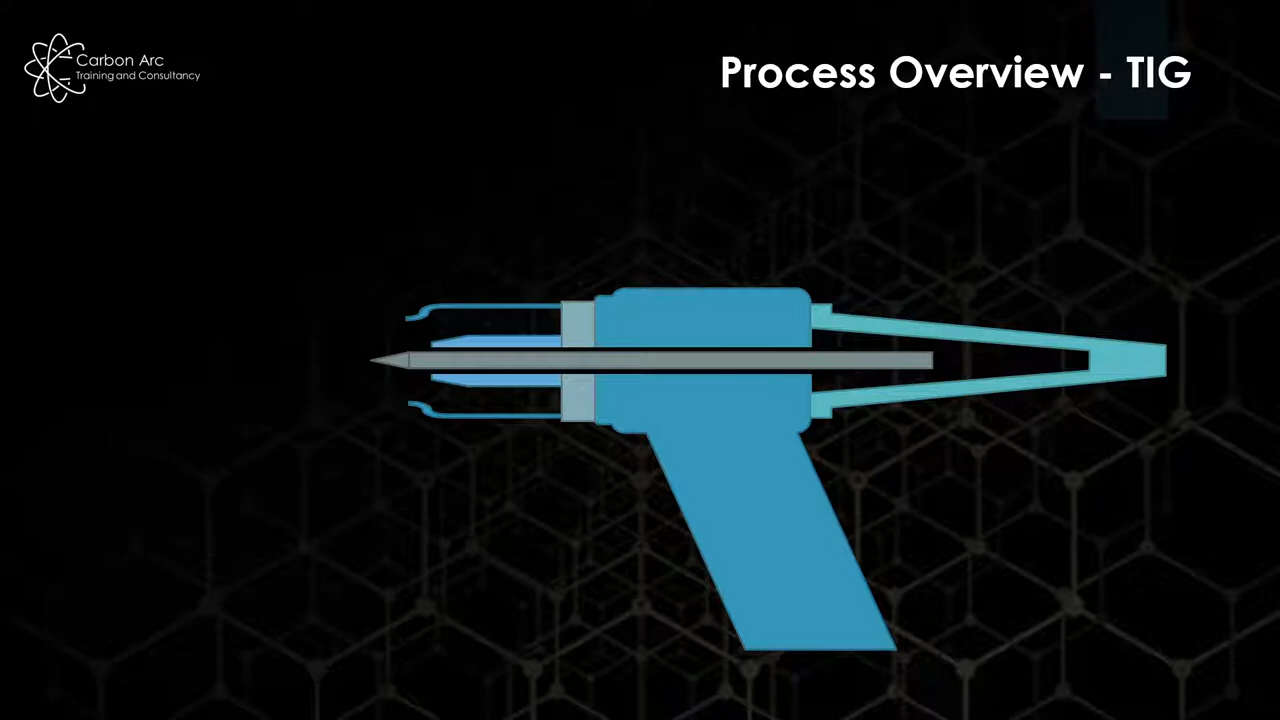 Carbon Arc
Training and Consultancy
Process Overview - TIG